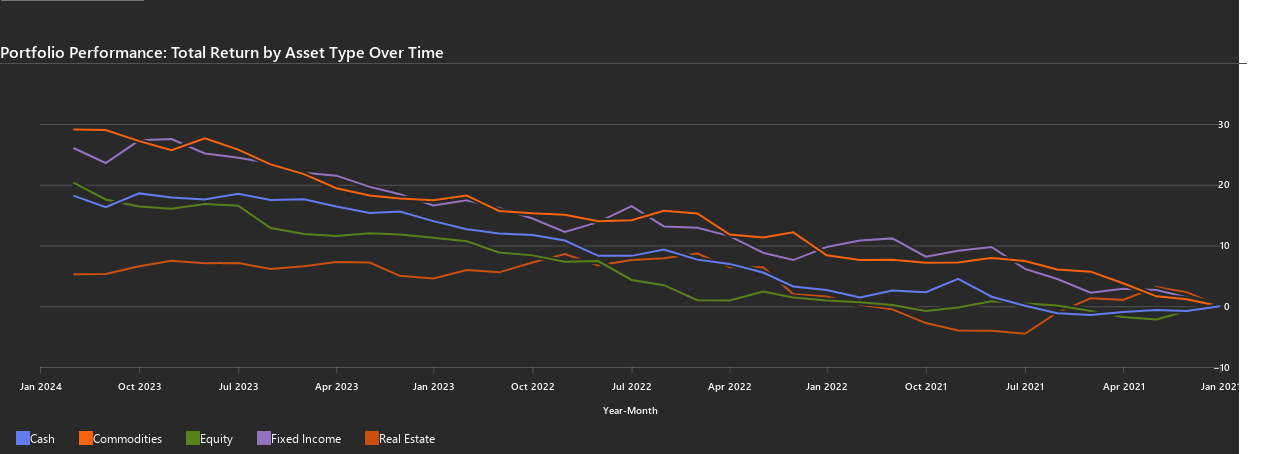 Portfolio Performance: Total Return by Asset Type Over Time
30
20
10
0
−10
Jan 2024 Oct 2023 Jul 2023 Apr 2023 Jan 2023 Oct 2022 Jul 2022 Apr 2022 Jan 2022 Oct 2021 Jul 2021 Apr 2021 Jan 2021
Year-Month
Cash Commodities Equity Fixed Income Real Estate